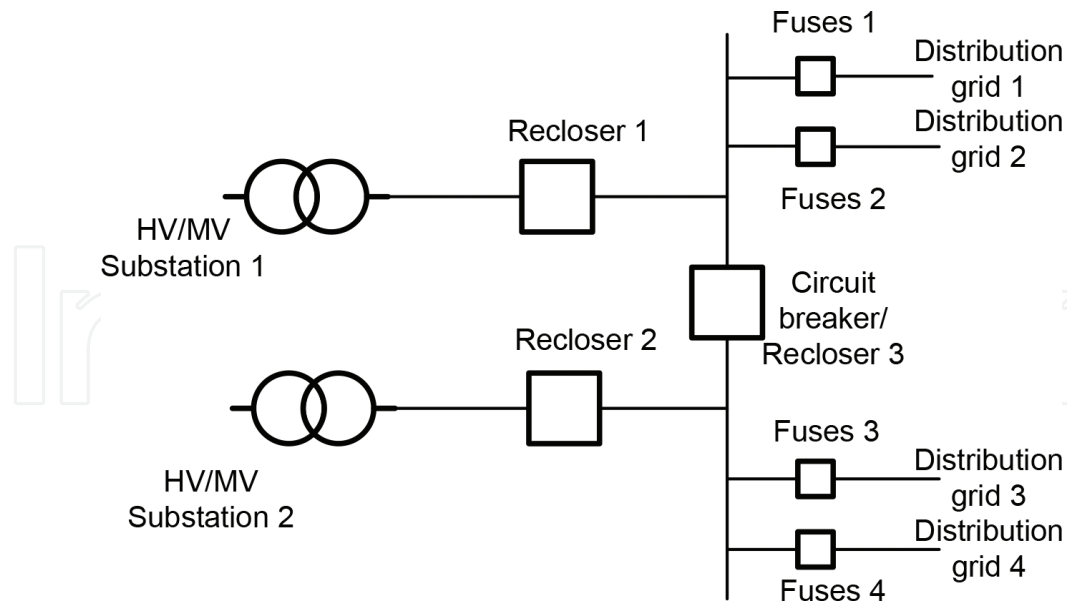 Fuses 1
Distribution
grid 1
Distribution
grid 2
Fuses 2
Recloser 1
HV/MV
Substation 1
Circuit
breaker/
Recloser 3
Recloser 2
HV/MV
Substation 2
Fuses 3
Distribution
grid 3
Distribution
grid 4
Fuses 4